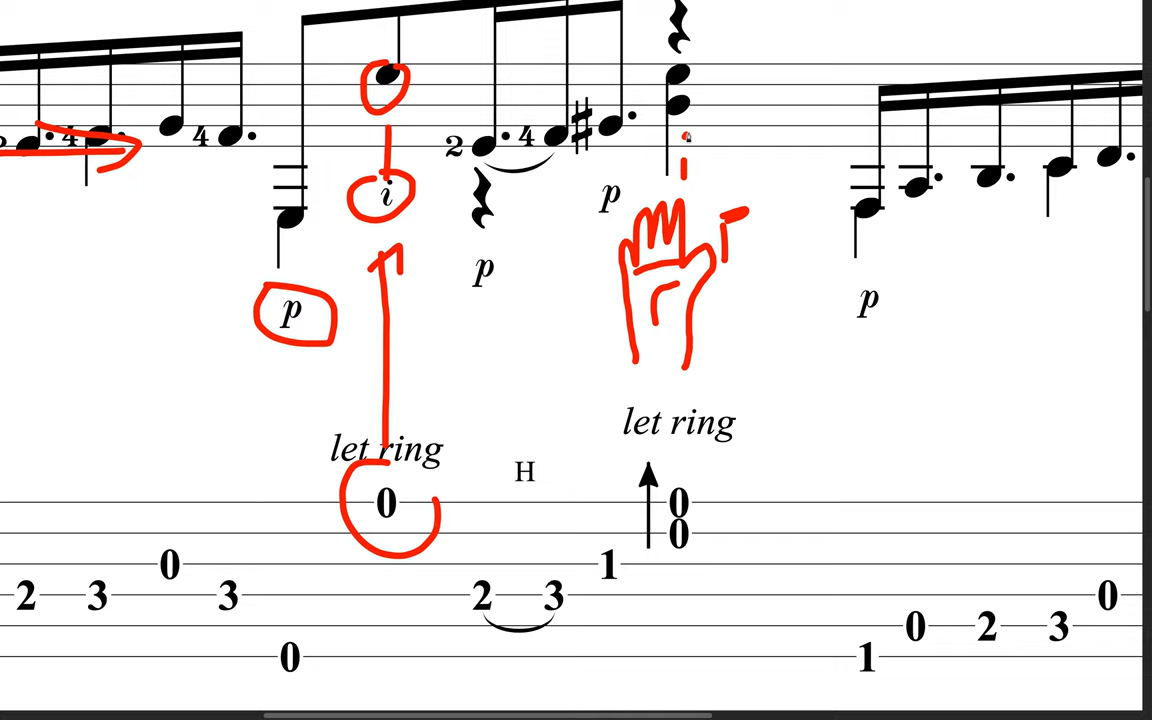 2 4 4 2 4
i p
p
p p
let ring
let ring
H
0 0
0
0 1
2 3 3 2 3 0
0 2 3
0 1